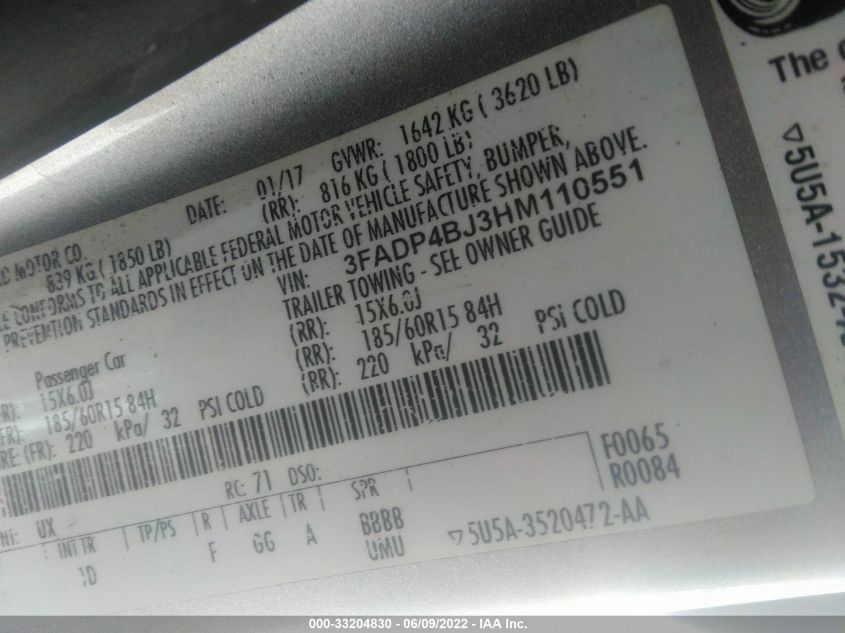 DATE: 01/17 GVWR: 1642 KG ( 3620 LB)
MOTOR CO. (RR): 816 KG ( 1800 LB)
839 KG ( 1850 LB)
CONFORMS TO ALL APPLICABLE FEDERAL MOTOR VEHICLE SAFETY, BUMPER,
PREVENTION STANDARDS IN EFFECT ON THE DATE OF MANUFACTURE SHOWN ABOVE.
VIN: 3FADP4BJ3HM110551
Passenger Car TRAILER TOWING - SEE OWNER GUIDE
15X6.0J (RR): 15X6.0J
185/60R15 84H (RR): 185/60R15 84H
(FR): 220 kPa/ 32 PSI COLD (RR): 220 kPa/ 32 PSI COLD
RC: 71 DSO: F0065
UX R0084
INT TR TP/PS R AXLE TR SPR
F GG A BBBB
UMU
5U5A-3520472-AA
The
5U5A-1532
000-33204830 - 06/09/2022 - IAA Inc.